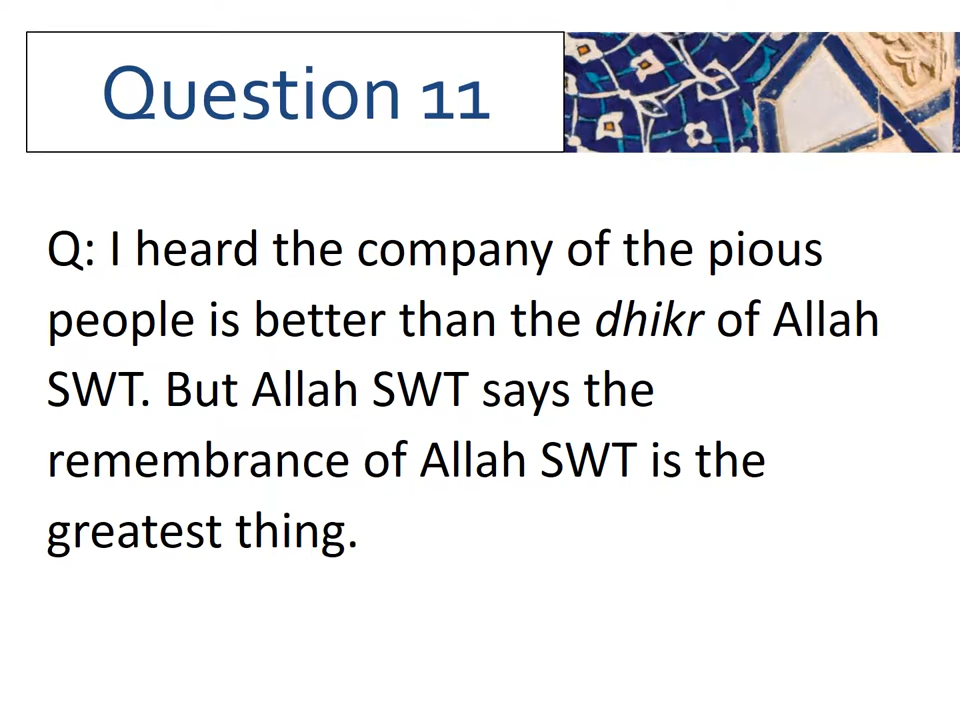 Question 11
Q: I heard the company of the pious
people is better than the dhikr of Allah
SWT. But Allah SWT says the
remembrance of Allah SWT is the
greatest thing.